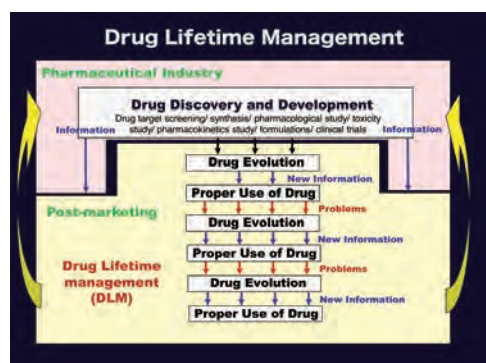 Drug Lifetime Management
Pharmaceutical Industry
Drug Discovery and Development
Drug target screening/ synthesis/ pharmacological study/ toxicity
study/ pharmacokinetics study/ formulations/ clinical trials
Information
Information
Drug Evolution
New Information
Proper Use of Drug
Post-marketing
Problems
Drug Evolution
New Information
Proper Use of Drug
Drug Lifetime
management
(DLM)
Problems
Drug Evolution
New Information
Proper Use of Drug